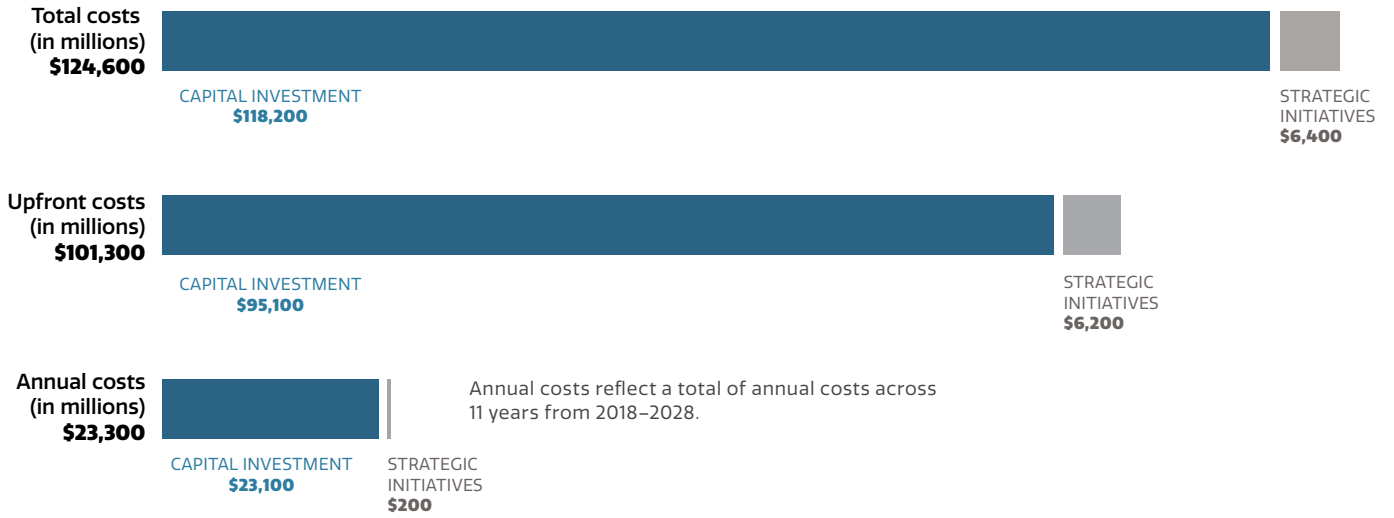 Total costs
(in millions)
$124,600
CAPITAL INVESTMENT
$118,200
STRATEGIC
INITIATIVES
$6,400
Upfront costs
(in millions)
$101,300
CAPITAL INVESTMENT
$95,100
STRATEGIC
INITIATIVES
$6,200
Annual costs
(in millions)
$23,300
Annual costs reflect a total of annual costs across
11 years from 2018–2028.
CAPITAL INVESTMENT
$23,100
STRATEGIC
INITIATIVES
$200